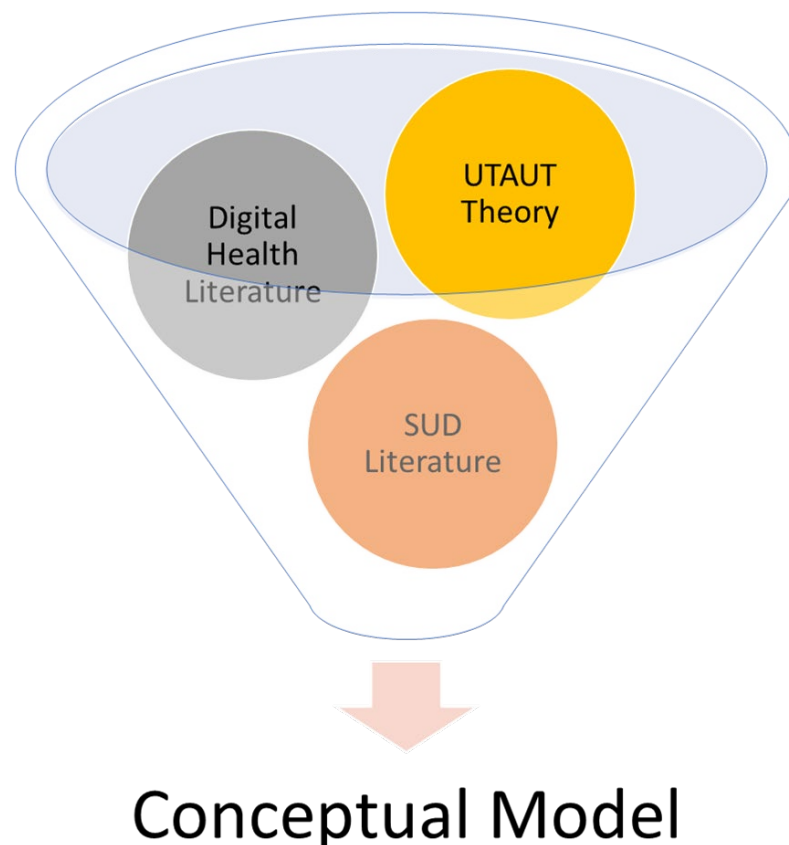 UTAUT
Theory
Digital
Health
Literature
SUD
Literature
Conceptual Model